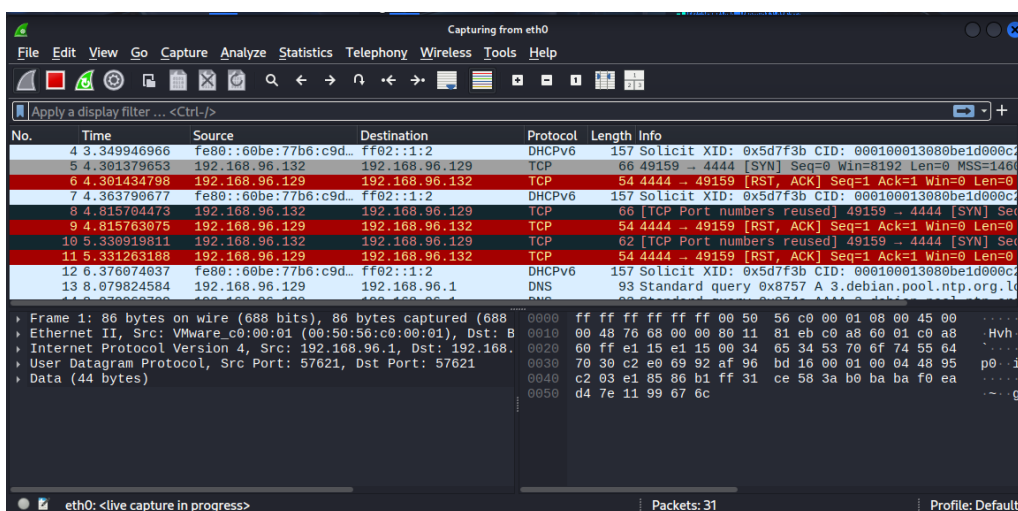 Capturing from eth0
File Edit View Go Capture Analyze Statistics Telephony Wireless Tools Help
Apply a display filter ... <Ctrl-/>
No. Time Source Destination Protocol Length Info
4 3.349946966 fe80::60be:77b6:c9d… ff02::1:2 DHCPv6 157 Solicit XID: 0x5d7f3b CID: 000100013080be1d000c2
5 4.301379653 192.168.96.132 192.168.96.129 TCP 66 49159 → 4444 [SYN] Seq=0 Win=8192 Len=0 MSS=1460
6 4.301434798 192.168.96.129 192.168.96.132 TCP 54 4444 → 49159 [RST, ACK] Seq=1 Ack=1 Win=0 Len=0
7 4.363790677 fe80::60be:77b6:c9d… ff02::1:2 DHCPv6 157 Solicit XID: 0x5d7f3b CID: 000100013080be1d000c2
8 4.815704473 192.168.96.132 192.168.96.129 TCP 66 [TCP Port numbers reused] 49159 → 4444 [SYN] Sec
9 4.815763075 192.168.96.129 192.168.96.132 TCP 54 4444 → 49159 [RST, ACK] Seq=1 Ack=1 Win=0 Len=0
10 5.330919811 192.168.96.132 192.168.96.129 TCP 62 [TCP Port numbers reused] 49159 → 4444 [SYN] Sec
11 5.331263188 192.168.96.129 192.168.96.132 TCP 54 4444 → 49159 [RST, ACK] Seq=1 Ack=1 Win=0 Len=0
12 6.376074037 fe80::60be:77b6:c9d… ff02::1:2 DHCPv6 157 Solicit XID: 0x5d7f3b CID: 000100013080be1d000c2
13 8.079824584 192.168.96.129 192.168.96.1 DNS 93 Standard query 0x8757 A 3.debian.pool.ntp.org.lo
Frame 1: 86 bytes on wire (688 bits), 86 bytes captured (688
Ethernet II, Src: VMware_c0:00:01 (00:50:56:c0:00:01), Dst: B
Internet Protocol Version 4, Src: 192.168.96.1, Dst: 192.168.
User Datagram Protocol, Src Port: 57621, Dst Port: 57621
Data (44 bytes)
0000 ff ff ff ff ff ff 00 50 56 c0 00 01 08 00 45 00 ·····
0010 00 48 76 68 00 00 80 11 81 eb c0 a8 60 01 c0 a8 ·Hvh·
0020 60 ff e1 15 e1 15 00 34 65 34 53 70 6f 74 55 64 `····
0030 70 30 c2 e0 69 92 af 96 bd 16 00 01 00 04 48 95 p0··i
0040 c2 03 e1 85 86 b1 ff 31 ce 58 3a b0 ba ba f0 ea ·····
0050 d4 7e 11 99 67 6c ·~··g
eth0: <live capture in progress> Packets: 31 Profile: Default